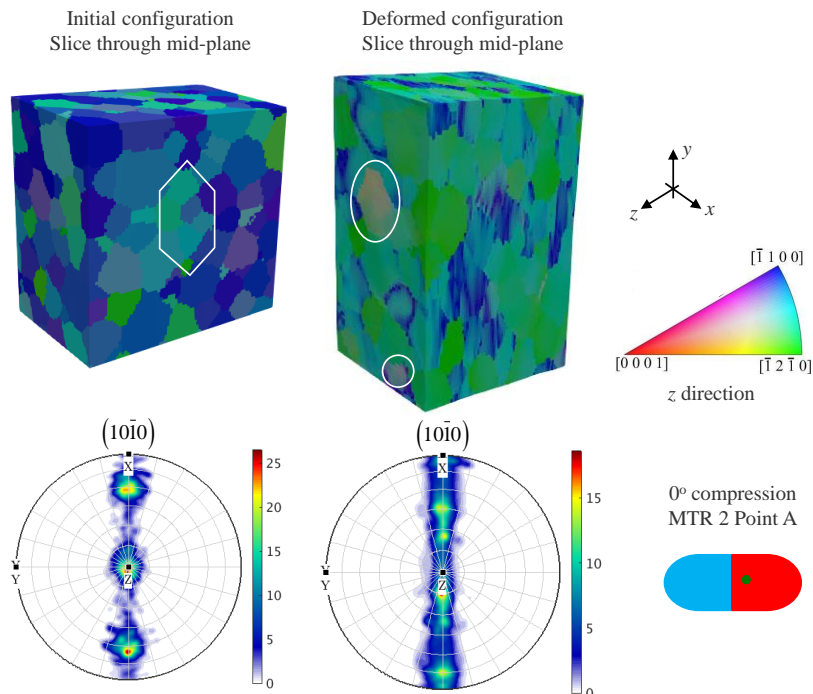 Initial configuration
Slice through mid-plane
Deformed configuration
Slice through mid-plane
y
z
x
[1̅ 1 0 0]
[0 0 0 1]
[1̅ 2 1̅ 0]
z direction
(101̅0)
X
Y
Y
Z
25
20
15
10
5
0
(101̅0)
X
Y
Y
Z
15
10
5
0
0° compression
MTR 2 Point A